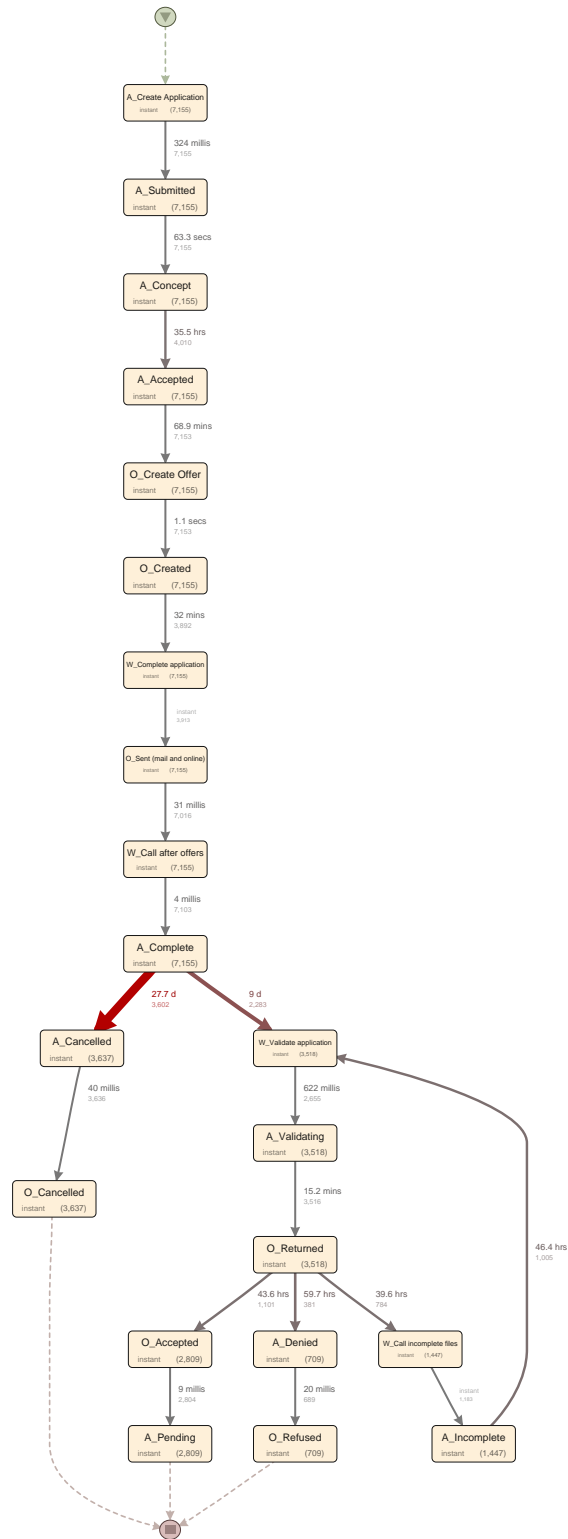 A_Create Application
instant (7,155)
324 millis
7,155
A_Submitted
instant (7,155)
63.3 secs
7,155
A_Concept
instant (7,155)
35.5 hrs
4,010
A_Accepted
instant (7,155)
68.9 mins
7,153
O_Create Offer
instant (7,155)
1.1 secs
7,153
O_Created
instant (7,155)
32 mins
3,892
W_Complete application
instant (7,155)
instant
3,913
O_Sent (mail and online)
instant (7,155)
31 millis
7,016
W_Call after offers
instant (7,155)
4 millis
7,103
A_Complete
instant (7,155)
27.7 d
3,602
9 d
2,283
A_Cancelled
instant (3,637)
W_Validate application
instant (3,518)
40 millis
3,636
622 millis
2,655
A_Validating
instant (3,518)
O_Cancelled
instant (3,637)
15.2 mins
3,516
O_Returned
instant (3,518)
46.4 hrs
1,005
43.6 hrs
1,101
59.7 hrs
381
39.6 hrs
784
O_Accepted
instant (2,809)
A_Denied
instant (709)
W_Call incomplete files
instant (1,447)
9 millis
2,804
20 millis
689
instant
1,183
A_Pending
instant (2,809)
O_Refused
instant (709)
A_Incomplete
instant (1,447)